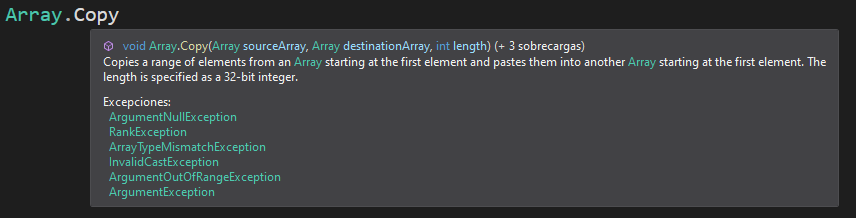 Array.Copy
void Array.Copy(Array sourceArray, Array destinationArray, int length) (+ 3 sobrecargas)
Copies a range of elements from an Array starting at the first element and pastes them into another Array starting at the first element. The
length is specified as a 32-bit integer.
Excepciones:
ArgumentNullException
RankException
ArrayTypeMismatchException
InvalidCastException
ArgumentOutOfRangeException
ArgumentException